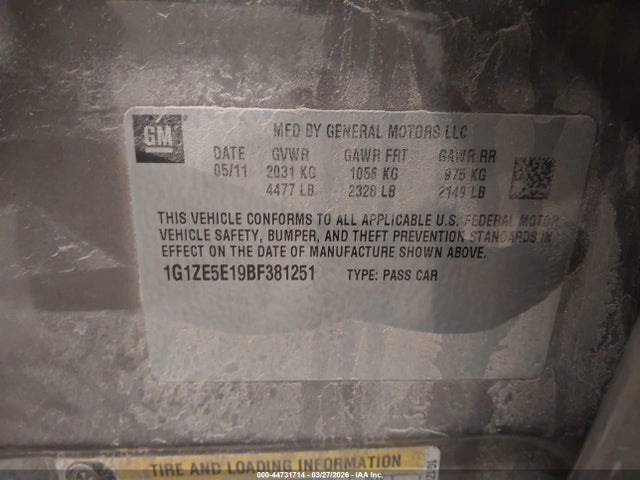 GM
MFD BY GENERAL MOTORS LLC
DATE GVWR GAWR FRT GAWR RR
05/11 2031 KG 1056 KG 975 KG
4477 LB 2328 LB 2149 LB
THIS VEHICLE CONFORMS TO ALL APPLICABLE U.S. FEDERAL MOTOR
VEHICLE SAFETY, BUMPER, AND THEFT PREVENTION STANDARDS IN
EFFECT ON THE DATE OF MANUFACTURE SHOWN ABOVE.
1G1ZE5E19BF381251 TYPE: PASS CAR
TIRE AND LOADING INFORMATION
000-44731714 - 03/27/2026 - COPYRIGHT IAA, LLC